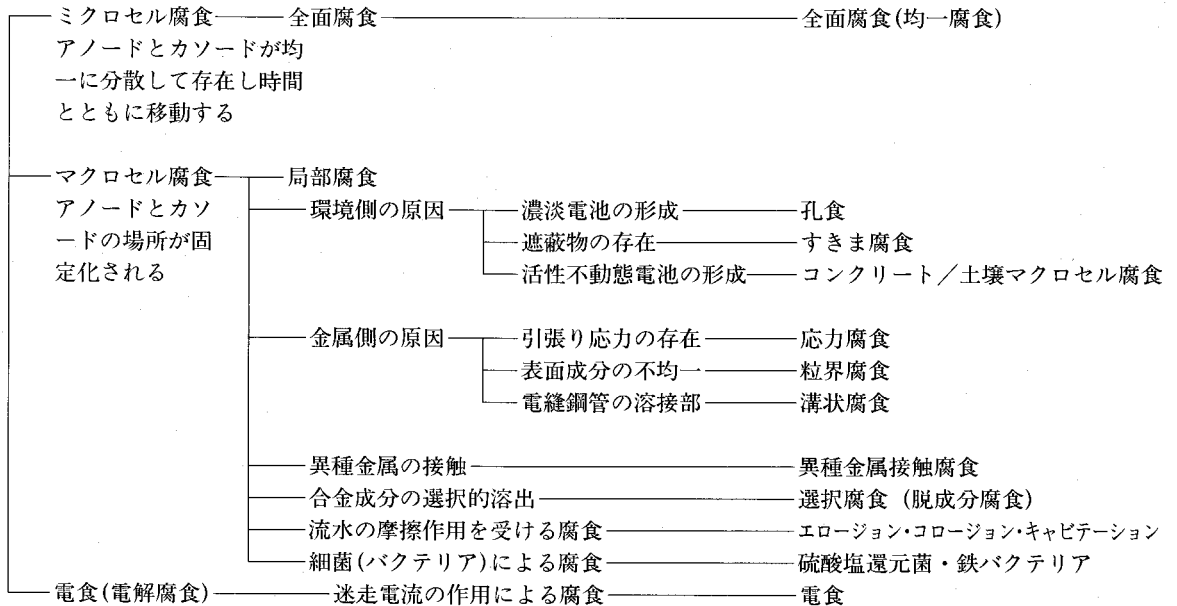 ミクロセル腐食 全面腐食 全面腐食(均一腐食)
アノードとカソードが均
一に分散して存在し時間
とともに移動する
マクロセル腐食 局部腐食
アノードとカソ
ードの場所が固
定化される
環境側の原因 濃淡電池の形成 孔食
遮蔽物の存在 すきま腐食
活性不動態電池の形成 コンクリート／土壌マクロセル腐食
金属側の原因 引張り応力の存在 応力腐食
表面成分の不均一 粒界腐食
電縫鋼管の溶接部 溝状腐食
異種金属の接触 異種金属接触腐食
合金成分の選択的溶出 選択腐食（脱成分腐食）
流水の摩擦作用を受ける腐食 エロージョン・コロージョン・キャビテーション
細菌(バクテリア)による腐食 硫酸塩還元菌・鉄バクテリア
電食(電解腐食) 迷走電流の作用による腐食 電食